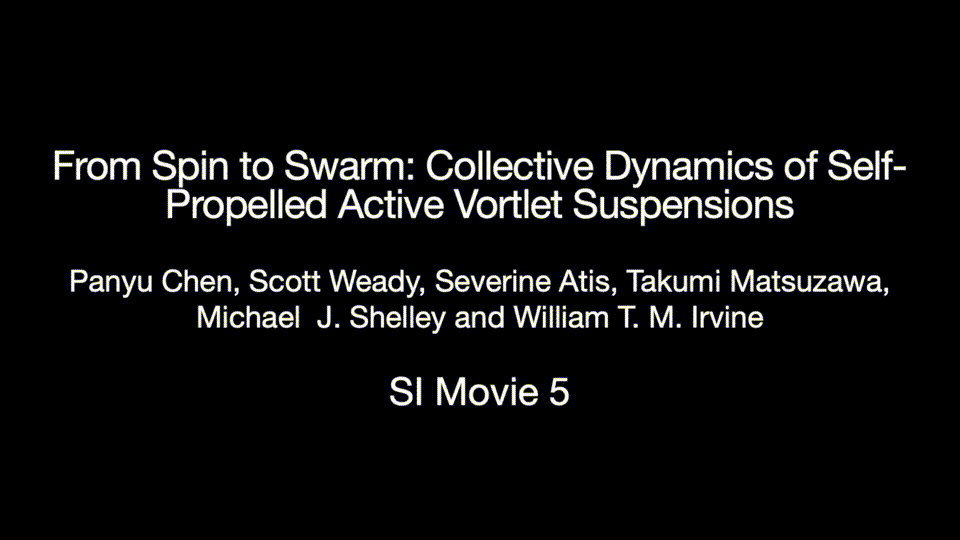 From Spin to Swarm: Collective Dynamics of Self-
Propelled Active Vortlet Suspensions
Panyu Chen, Scott Weady, Severine Atis, Takumi Matsuzawa,
Michael J. Shelley and William T. M. Irvine
SI Movie 5